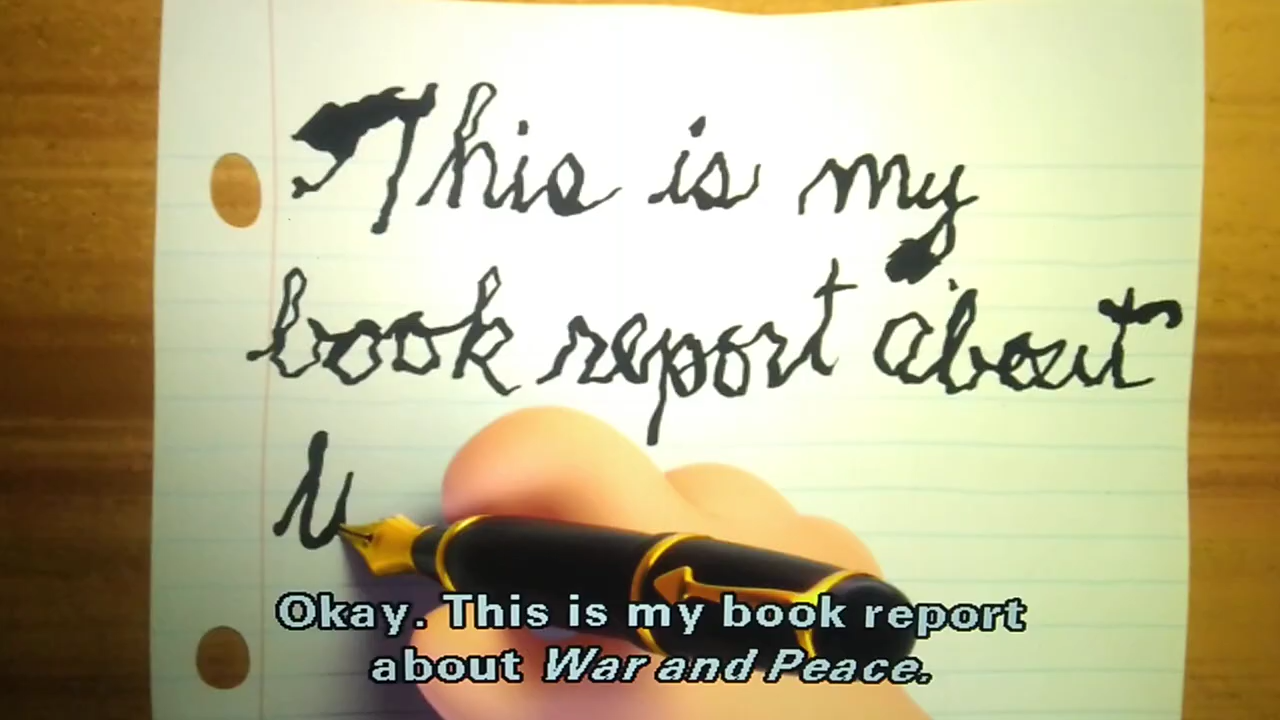 This is my
book report about
W
Okay. This is my book report
about War and Peace.